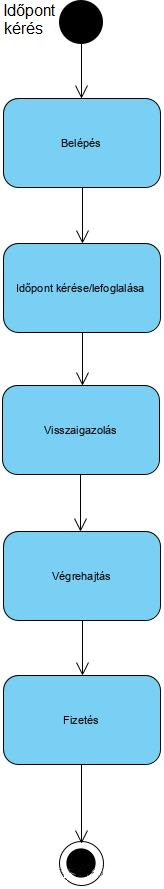 Időpont
kérés
Belépés
Időpont kérése/lefoglalása
Visszaigazolás
Végrehajtás
Fizetés